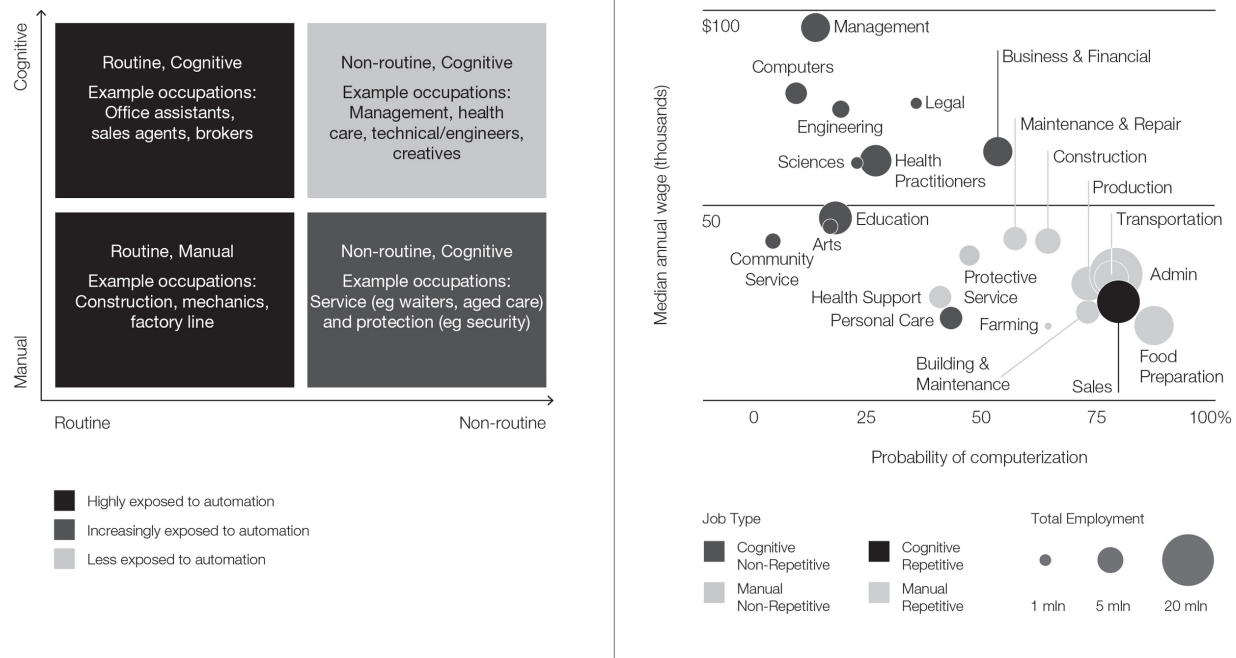 Cognitive
Manual
Routine, Cognitive
Example occupations:
Office assistants,
sales agents, brokers
Non-routine, Cognitive
Example occupations:
Management, health
care, technical/engineers,
creatives
Routine, Manual
Example occupations:
Construction, mechanics,
factory line
Non-routine, Cognitive
Example occupations:
Service (eg waiters, aged care)
and protection (eg security)
Routine
Non-routine
Highly exposed to automation
Increasingly exposed to automation
Less exposed to automation
Median annual wage (thousands)
$100
Management
Business & Financial
Computers
Legal
Engineering
Maintenance & Repair
Sciences
Health
Practitioners
Construction
Production
50
Education
Transportation
Arts
Community
Service
Protective
Service
Admin
Health Support
Personal Care
Farming
Building &
Maintenance
Sales
Food
Preparation
0
25
50
75
100%
Probability of computerization
Job Type
Cognitive
Non-Repetitive
Cognitive
Repetitive
Manual
Non-Repetitive
Manual
Repetitive
Total Employment
1 mln
5 mln
20 mln